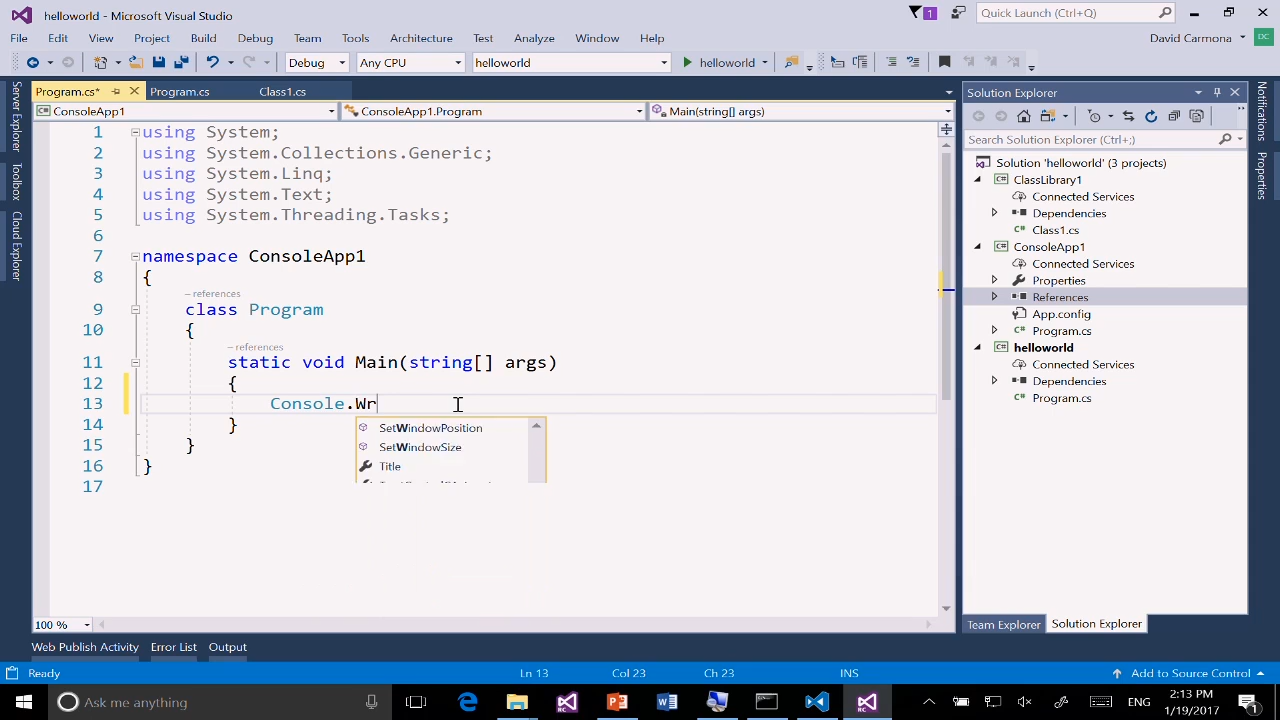 helloworld - Microsoft Visual Studio
1
Quick Launch (Ctrl+Q)
File Edit View Project Build Debug Team Tools Architecture Test Analyze Window Help
David Carmona
DC
Debug
Any CPU
helloworld
helloworld
Server Explorer
Toolbox
Cloud Explorer
Program.cs*
Program.cs
Class1.cs
ConsoleApp1
ConsoleApp1.Program
Main(string[] args)
1 using System;
2 using System.Collections.Generic;
3 using System.Linq;
4 using System.Text;
5 using System.Threading.Tasks;
6
7 namespace ConsoleApp1
8 {
– references
9 class Program
10 {
– references
11 static void Main(string[] args)
12 {
13 Console.Wr
14 }
15 }
16 }
17
SetWindowPosition
SetWindowSize
Title
100 %
Solution Explorer
Search Solution Explorer (Ctrl+;)
Solution 'helloworld' (3 projects)
ClassLibrary1
Connected Services
Dependencies
Class1.cs
ConsoleApp1
Connected Services
Properties
References
App.config
Program.cs
helloworld
Connected Services
Dependencies
Program.cs
Team Explorer
Solution Explorer
Notifications
Properties
Web Publish Activity Error List Output
Ready
Ln 13
Col 23
Ch 23
INS
Add to Source Control
Ask me anything
ENG
2:13 PM
1/19/2017
1